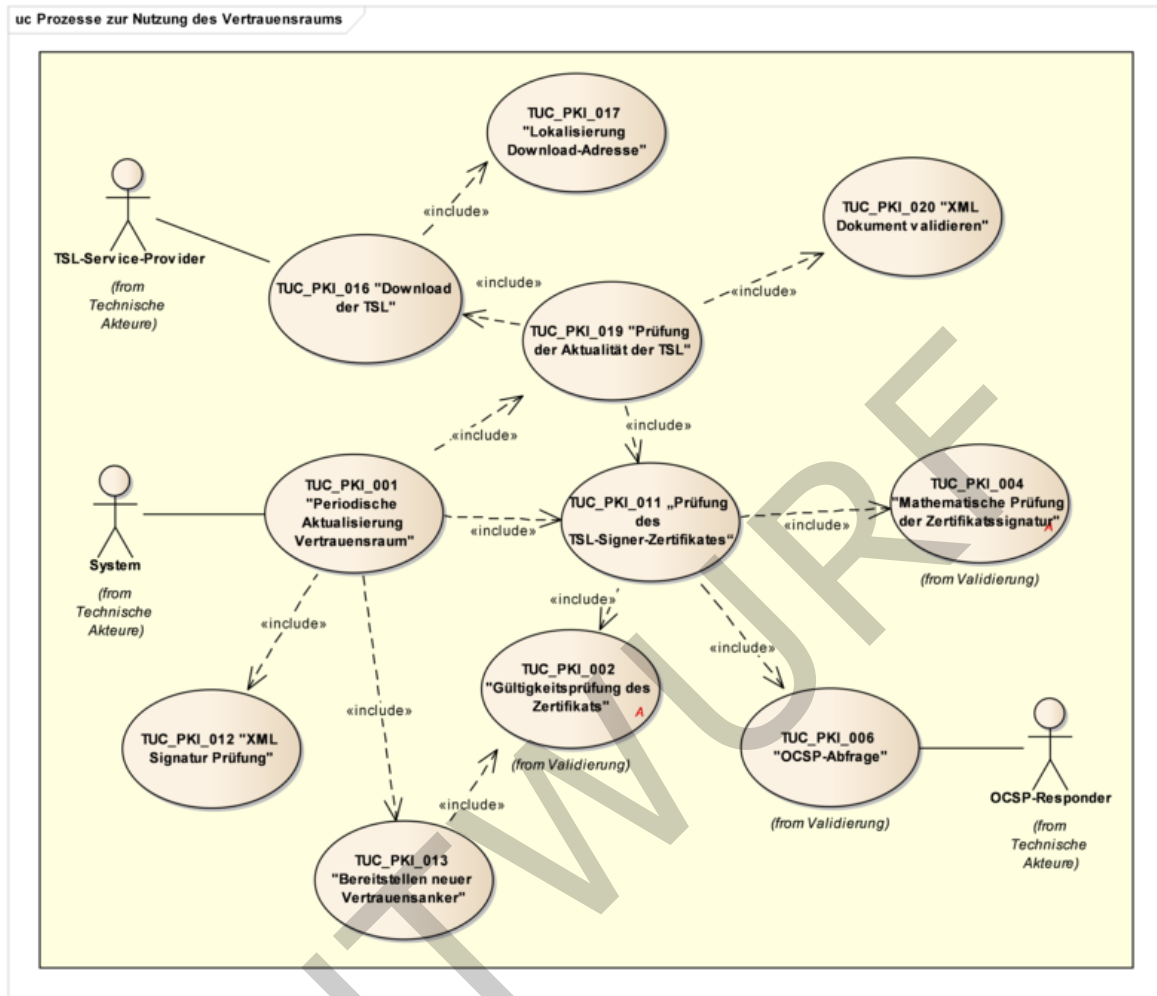 uc Prozesse zur Nutzung des Vertrauensraums
TUC_PKI_017
"Lokalisierung
Download-Adresse"
«include»
TUC_PKI_020 "XML
Dokument validieren"
«include»
TSL-Service-Provider
(from
Technische
Akteure)
TUC_PKI_016 "Download
der TSL"
«include»
TUC_PKI_019 "Prüfung
der Aktualität der TSL"
«include»
«include»
System
(from
Technische
Akteure)
TUC_PKI_001
"Periodische
Aktualisierung
Vertrauensraum"
«include»
TUC_PKI_011 „Prüfung
des
TSL-Signer-Zertifikates“
«include»
TUC_PKI_004
"Mathematische Prüfung
der Zertifikatssignatur"
A
(from Validierung)
«include»
«include»
«include»
«include»
TUC_PKI_012 "XML
Signatur Prüfung"
TUC_PKI_002
"Gültigkeitsprüfung des
Zertifikats"
A
(from Validierung)
TUC_PKI_006
"OCSP-Abfrage"
(from Validierung)
OCSP-Responder
(from
Technische
Akteure)
«include»
TUC_PKI_013
"Bereitstellen neuer
Vertrauensanker"
NTWURF